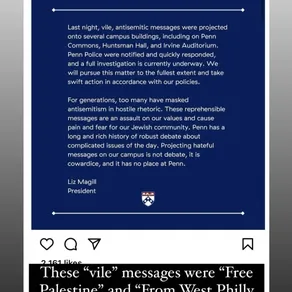 Last night, vile, antisemitic messages were projected
onto several campus buildings, including on Penn
Commons, Huntsman Hall, and Irvine Auditorium.
Penn Police were notified and quickly responded, and
a full investigation is currently underway. We will
pursue this matter to the fullest extent and take
swift action in accordance with our policies.
For generations, too many have masked
antisemitism in hostile rhetoric. These reprehensible
messages are an assault on our values and cause
pain and fear for our Jewish community. Penn has a
long and rich history of robust debate about
complicated issues of the day. Projecting hateful
messages on our campus is not debate, it is
cowardice, and it has no place at Penn.
Liz Magill
President
2,161 likes
These “vile” messages were “Free
Palestine” and “From West Philly